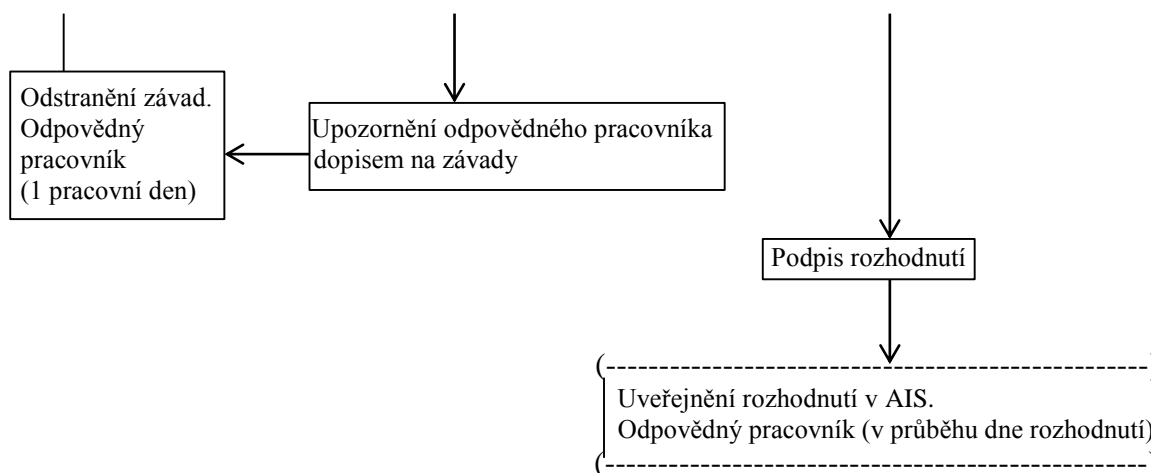 Odstranění závad.
Odpovědný
pracovník
(1 pracovní den)
Upozornění odpovědného pracovníka
dopisem na závady
Podpis rozhodnutí
(-----------------------------------------------)
Uveřejnění rozhodnutí v AIS.
Odpovědný pracovník (v průběhu dne rozhodnutí)
(-----------------------------------------------)